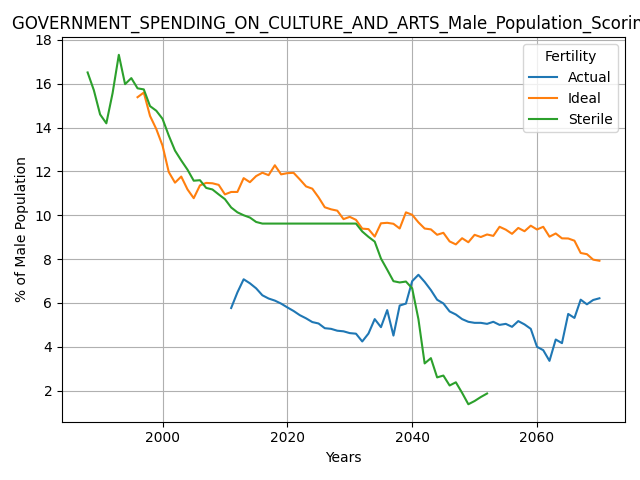 GOVERNMENT_SPENDING_ON_CULTURE_AND_ARTS_Male_Population_Scorin
18
16
14
12
10
8
6
4
2
% of Male Population
Fertility
Actual
Ideal
Sterile
2000 2020 2040 2060
Years